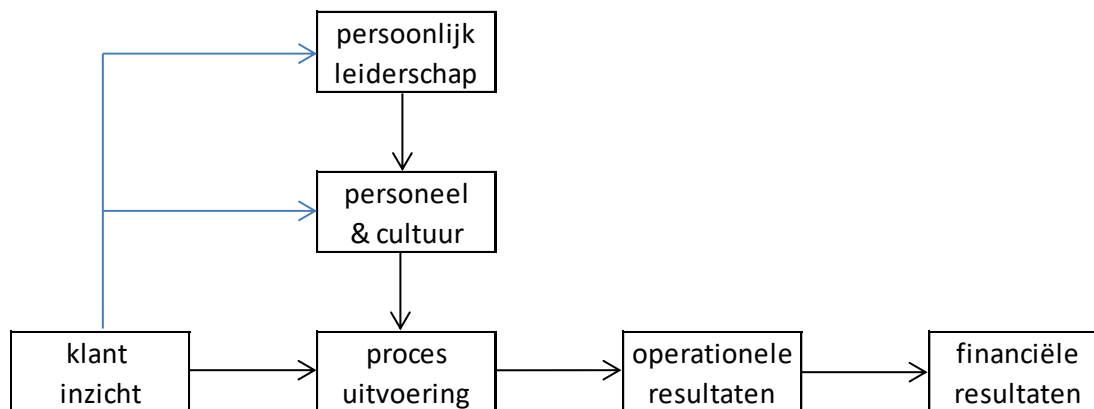 persoonlijk
leiderschap
personeel
& cultuur
klant
inzicht
proces
uitvoering
operationele
resultaten
financiële
resultaten